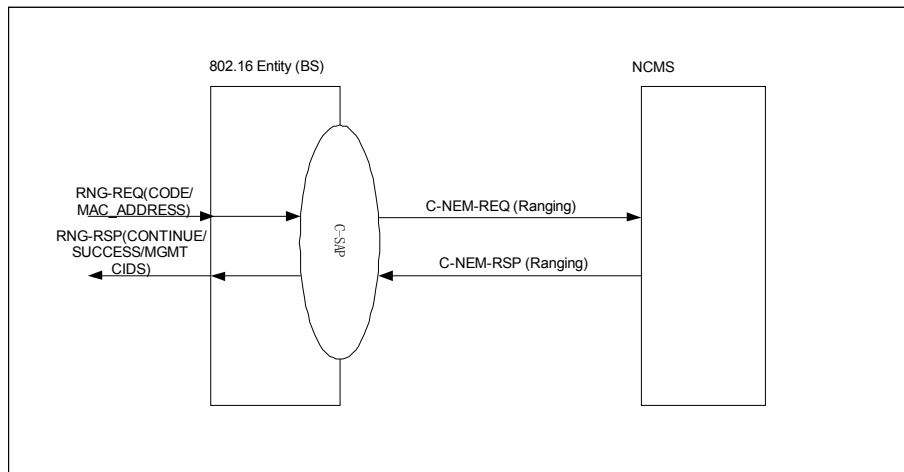 802.16 Entity (BS)
NCMS
RNG-REQ(CODE/
MAC_ADDRESS)
RNG-RSP(CONTINUE/
SUCCESS/MGMT
CIDS)
C-SAP
C-NEM-REQ (Ranging)
C-NEM-RSP (Ranging)